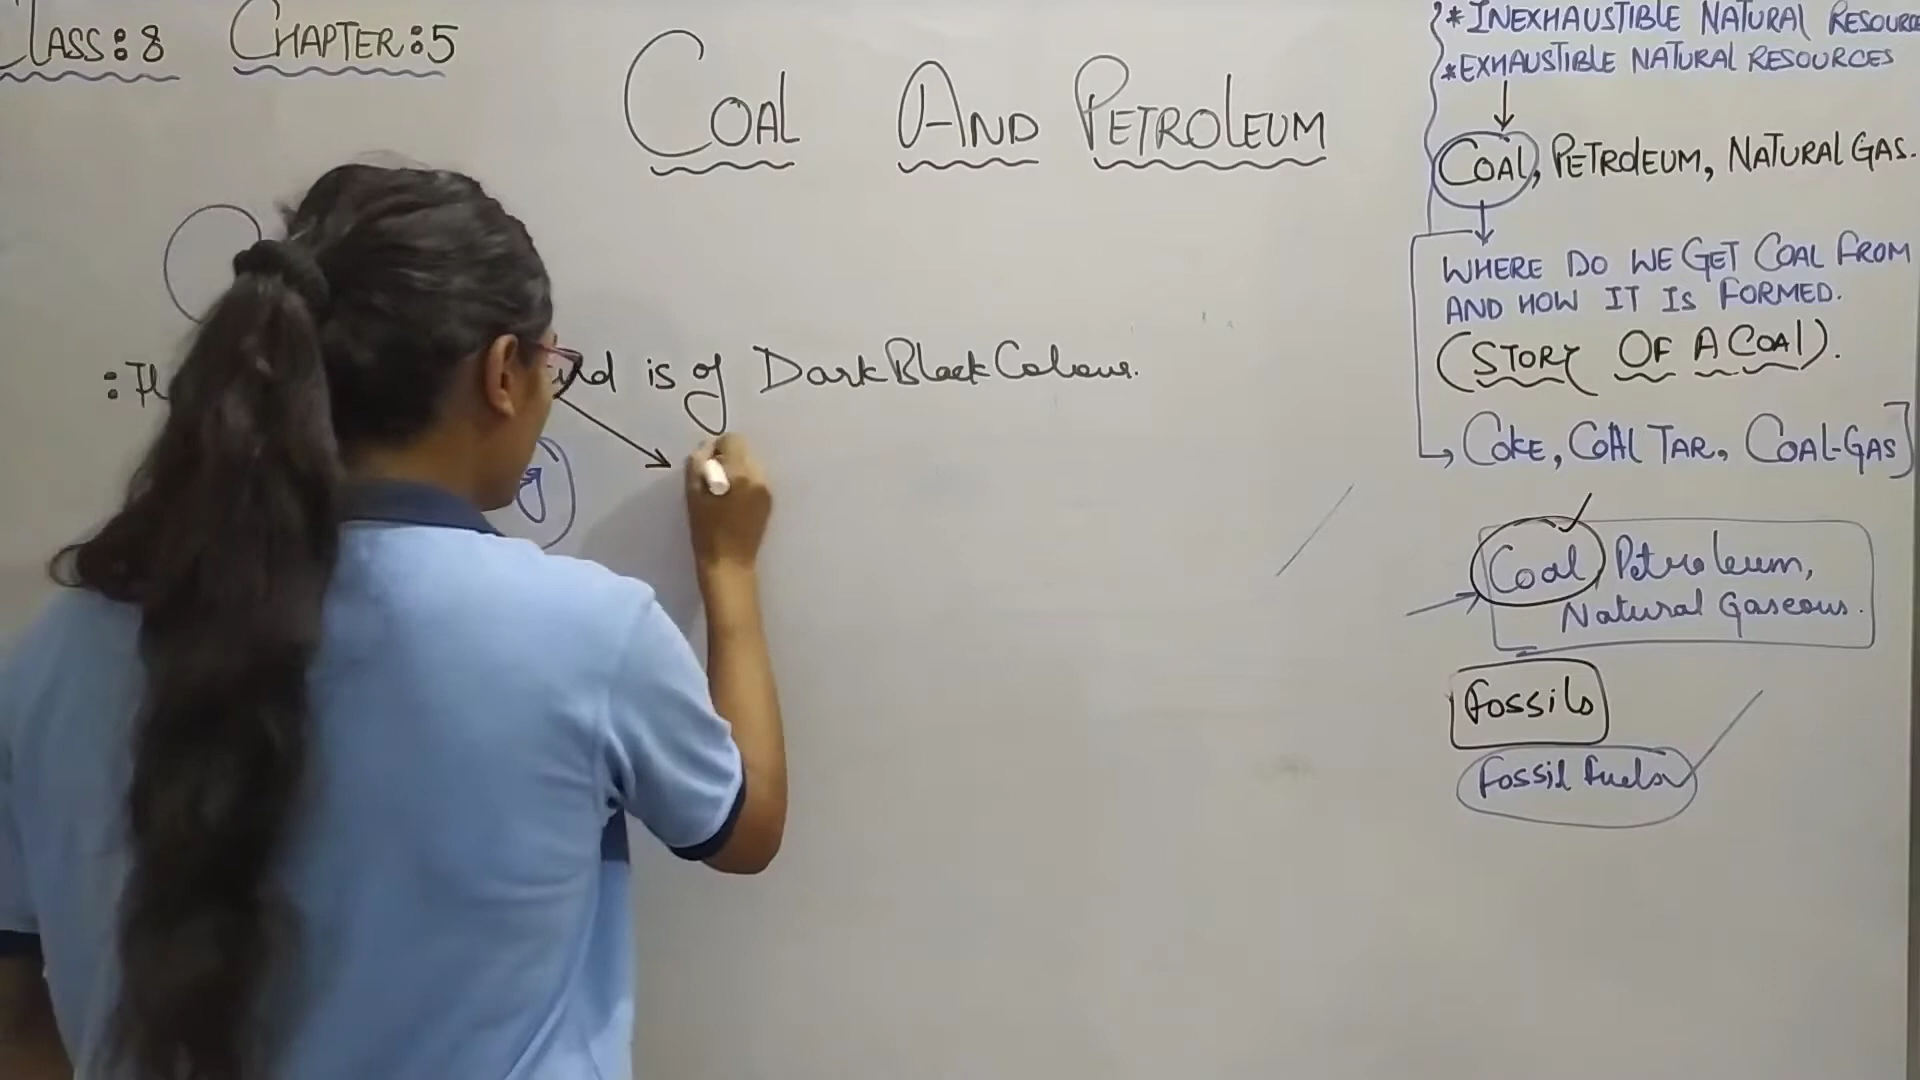 CLASS:8 CHAPTER:5
COAL AND PETROLEUM
is of Dark Black Colour.
* INEXHAUSTIBLE NATURAL RESOURCE
* EXHAUSTIBLE NATURAL RESOURCES
COAL, PETROLEUM, NATURAL GAS.
WHERE DO WE GET COAL FROM
AND HOW IT IS FORMED.
(STORY OF A COAL).
COKE, COAL TAR, COAL-GAS]
Coal, Petroleum,
Natural Gaseous.
Fossils
Fossil fuels